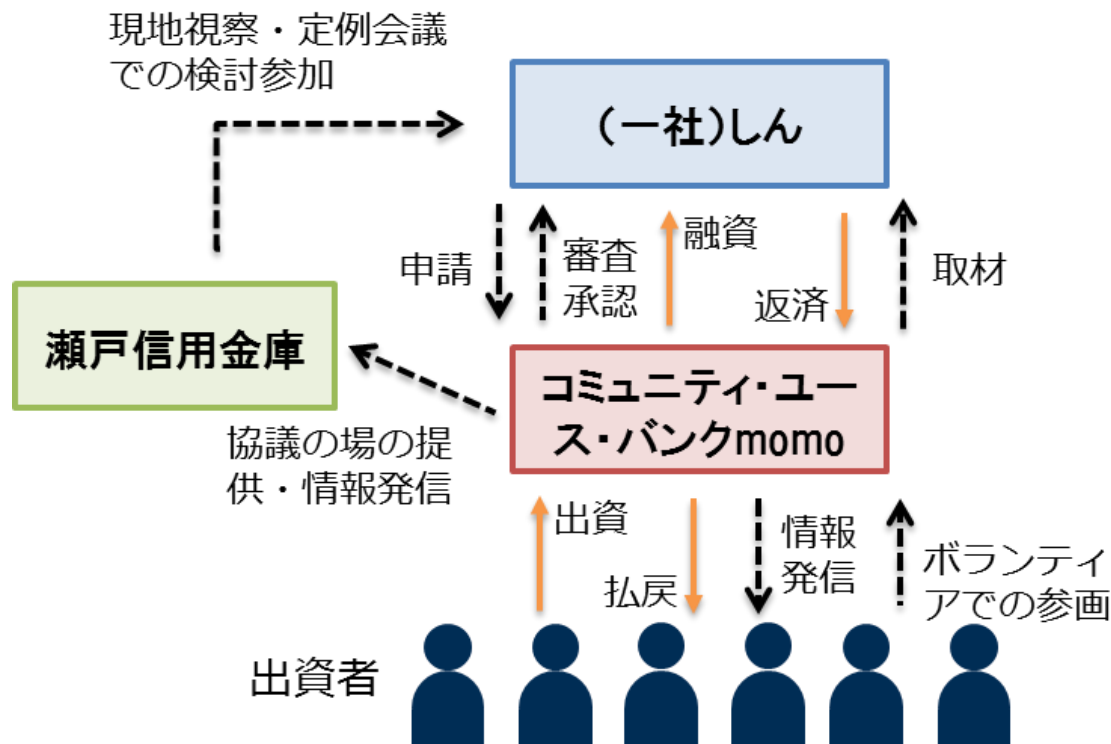 現地視察・定例会議
での検討参加
（一社）しん
申請
審査
承認
融資
返済
取材
瀬戸信用金庫
コミュニティ・ユー
ス・バンクmomo
協議の場の提
供・情報発信
出資
払戻
情報
発信
ボランティ
アでの参画
出資者